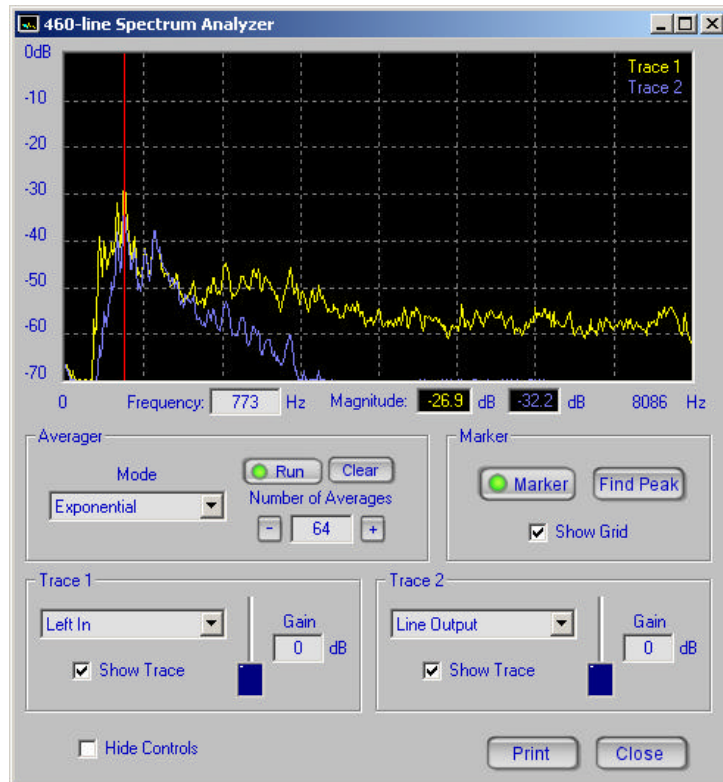 460-line Spectrum Analyzer
0dB
Trace 1
Trace 2
-10
-20
-30
-40
-50
-60
-70
0 Frequency: 773 Hz Magnitude: -26.9 dB -32.2 dB 8086 Hz
Averager
Mode
Exponential
Run Clear
Number of Averages
- 64 +
Marker
Marker Find Peak
Show Grid
Trace 1
Left In
Show Trace
Gain
0 dB
Trace 2
Line Output
Show Trace
Gain
0 dB
Hide Controls
Print Close